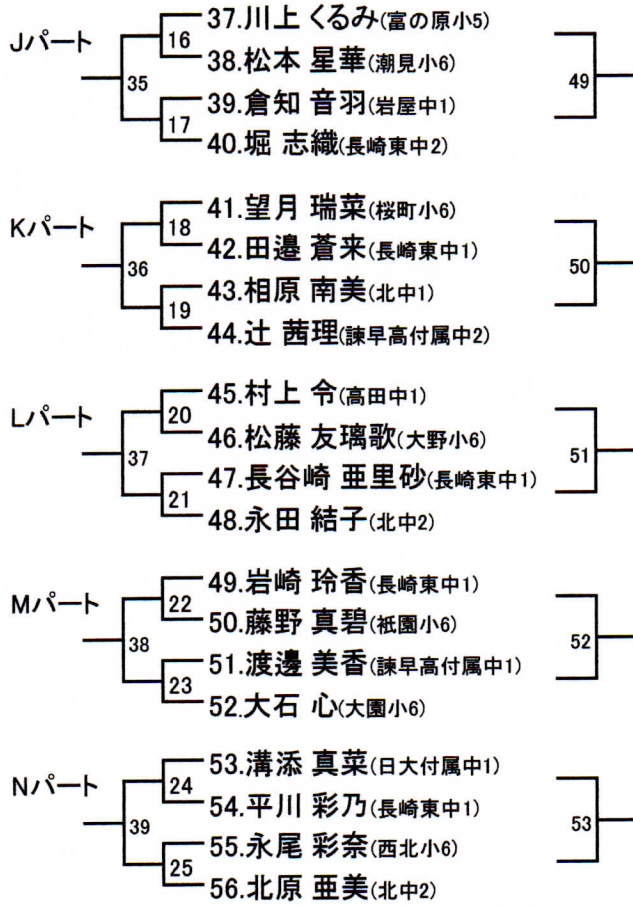 Jパート
37.川上 くるみ(富の原小5)
16
38.松本 星華(潮見小6)
35
49
39.倉知 音羽(岩屋中1)
17
40.堀 志織(長崎東中2)
Kパート
41.望月 瑞菜(桜町小6)
18
42.田邉 蒼来(長崎東中1)
36
50
43.相原 南美(北中1)
19
44.辻 茜理(諫早高付属中2)
Lパート
45.村上 令(高田中1)
20
46.松藤 友璃歌(大野小6)
37
51
47.長谷崎 亜里砂(長崎東中1)
21
48.永田 結子(北中2)
Mパート
49.岩崎 玲香(長崎東中1)
22
50.藤野 真碧(祇園小6)
38
52
51.渡邊 美香(諫早高付属中1)
23
52.大石 心(大園小6)
Nパート
53.溝添 真菜(日大付属中1)
24
54.平川 彩乃(長崎東中1)
39
53
55.永尾 彩奈(西北小6)
25
56.北原 亜美(北中2)